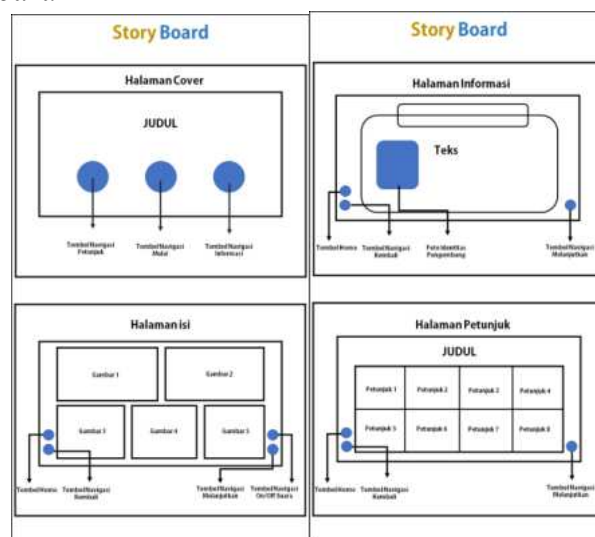 Story Board
Halaman Cover
JUDUL
Tombol Navigasi
Petunjuk
Tombol Navigasi
Mulai
Tombol Navigasi
Informasi
Story Board
Halaman Informasi
Teks
Tombol Home
Tombol Navigasi
Kembali
Foto Identitas
Pengembang
Tombol Navigasi
Melanjutkan
Halaman isi
Gambar 1
Gambar 2
Gambar 3
Gambar 4
Gambar 5
Tombol Home
Tombol Navigasi
Kembali
Tombol Navigasi
Melanjutkan
Tombol Navigasi
On/Off Suara
Halaman Petunjuk
JUDUL
Petunjuk 1
Petunjuk 2
Petunjuk 3
Petunjuk 4
Petunjuk 5
Petunjuk 6
Petunjuk 7
Petunjuk 8
Tombol Home
Tombol Navigasi
Kembali
Tombol Navigasi
Melanjutkan